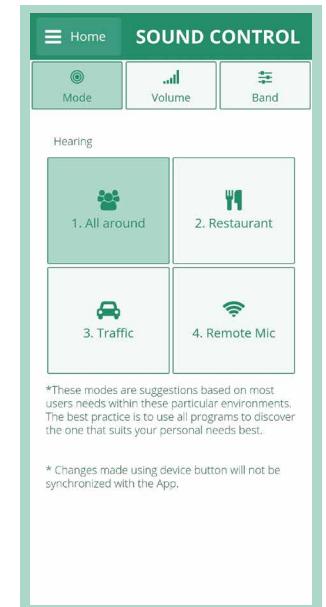 Home
SOUND CONTROL
Mode
Volume
Band
Hearing
1. All around
2. Restaurant
3. Traffic
4. Remote Mic
*These modes are suggestions based on most
users needs within these particular environments.
The best practice is to use all programs to discover
the one that suits your personal needs best.
* Changes made using device button will not be
synchronized with the App.